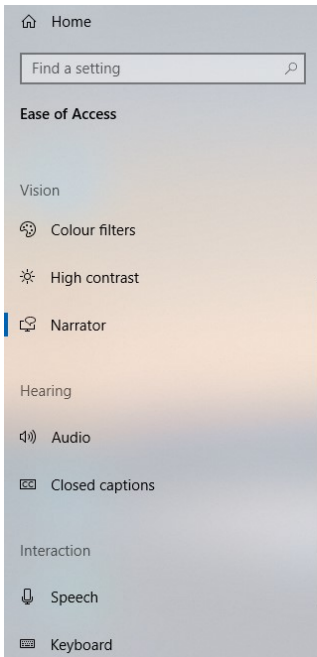 Home
Find a setting
Ease of Access
Vision
Colour filters
High contrast
Narrator
Hearing
Audio
CC Closed captions
Interaction
Speech
Keyboard